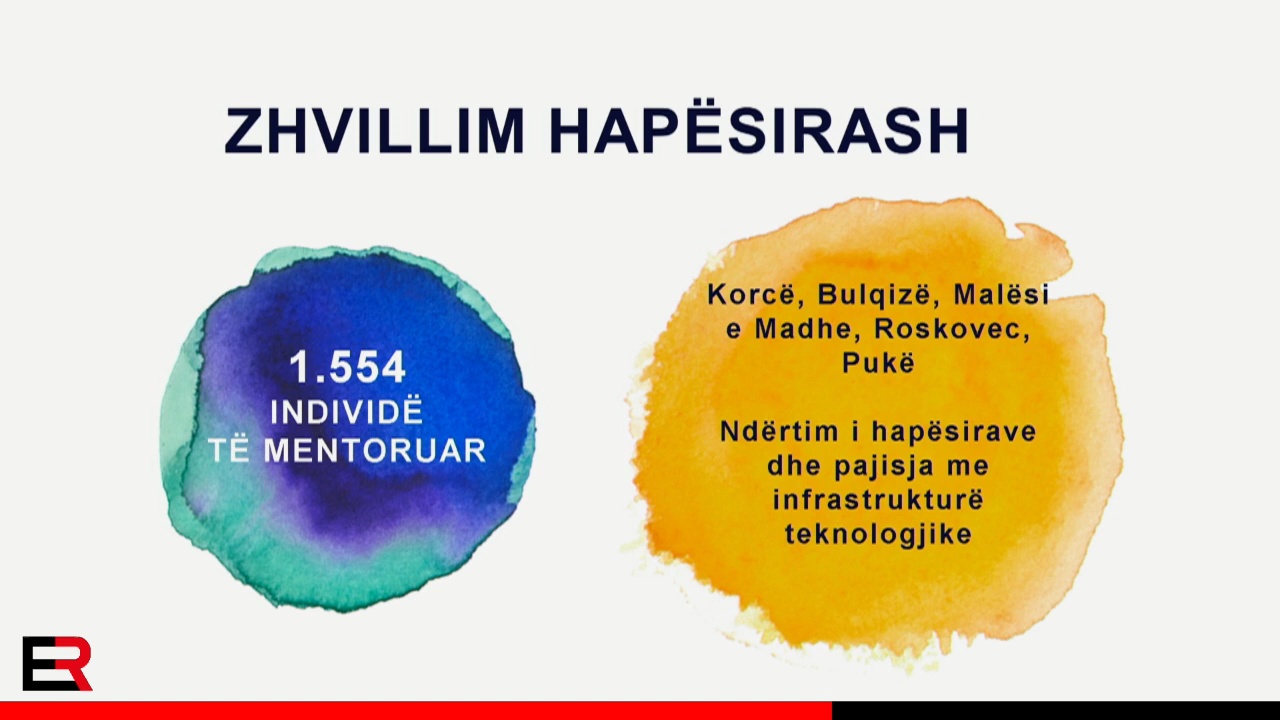 ZHVILLIM HAPËSIRASH
1.554
INDIVIDË
TË MENTORUAR
Korcë, Bulqizë, Malësi
e Madhe, Roskovec,
Pukë
Ndërtim i hapësirave
dhe pajisja me
infrastrukturë
teknologjike
ER